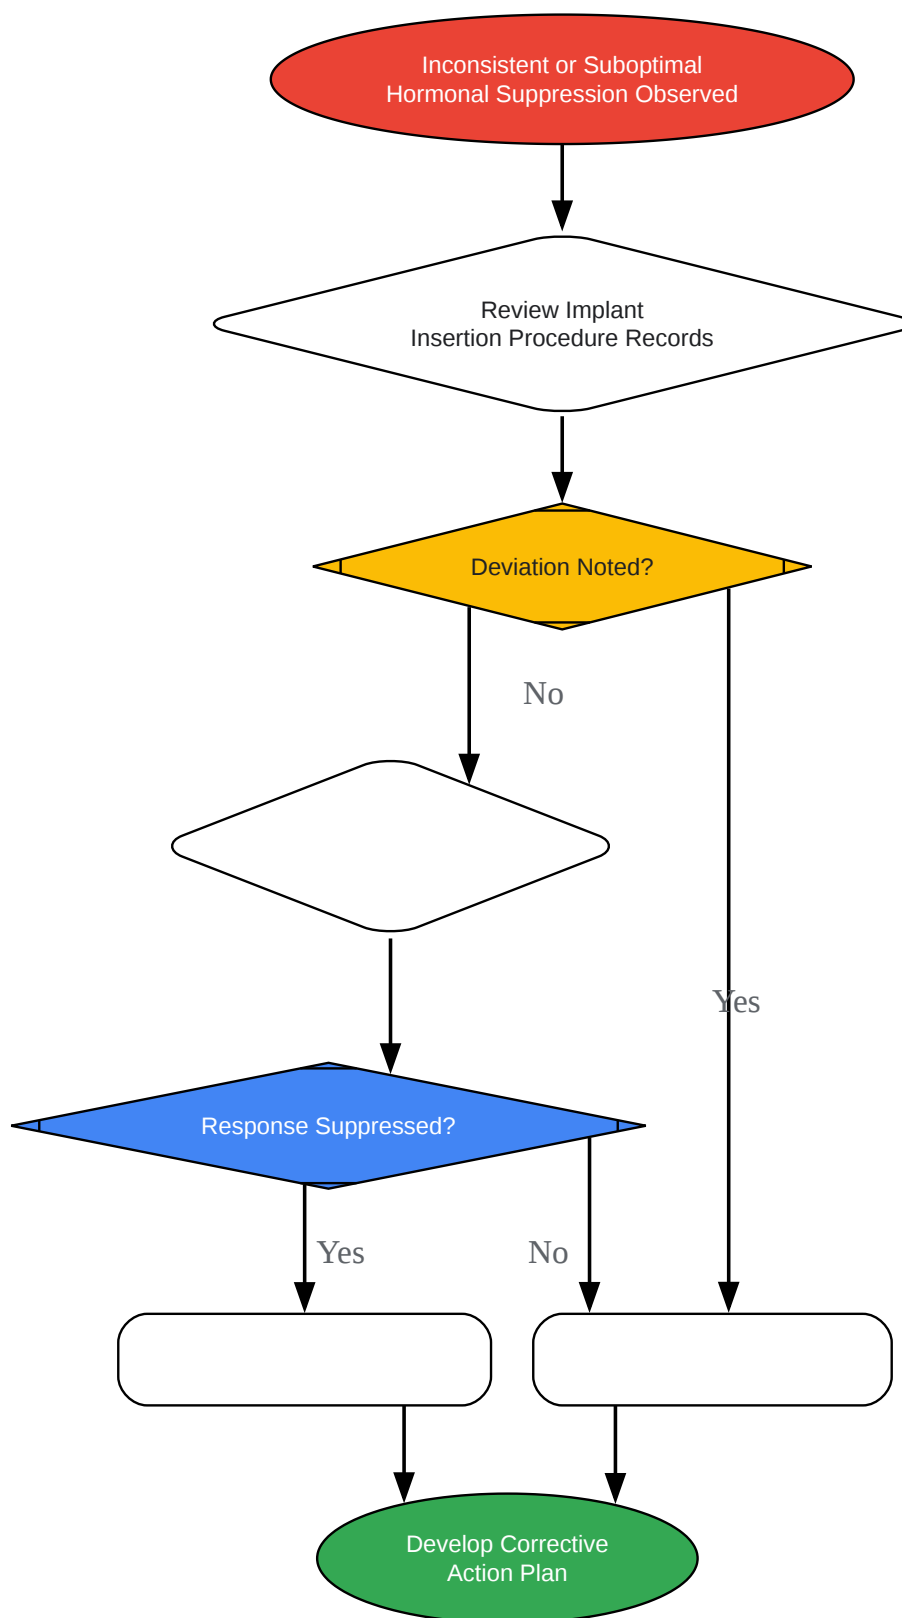 Inconsistent or Suboptimal
Hormonal Suppression Observed
Review Implant
Insertion Procedure Records
Deviation Noted?
No
Yes
Response Suppressed?
Yes
No
Develop Corrective
Action Plan